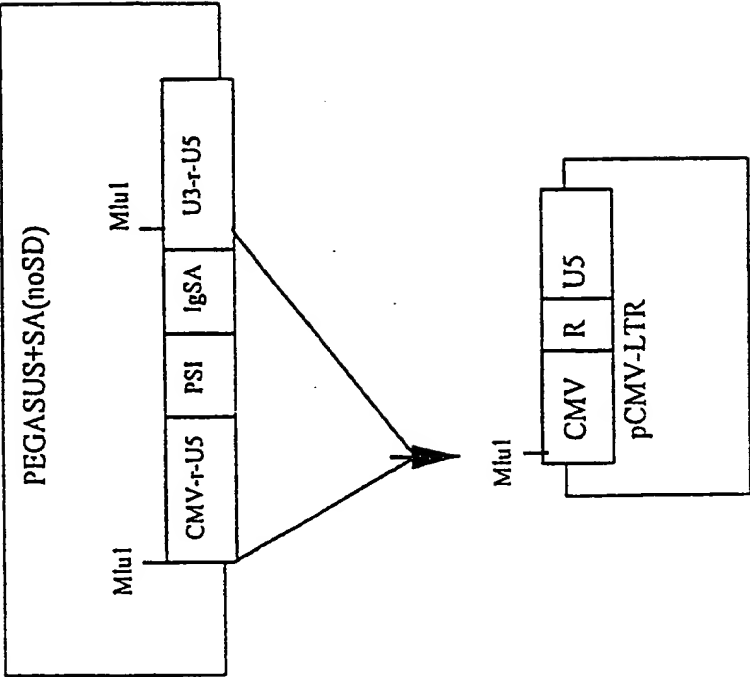 PEGASUS+SA(noSD)
Mlu1
Mlu1
CMV-r-U5
PSI
IgSA
U3-r-U5
Mlu1
CMV
R
U5
pCMV-LTR